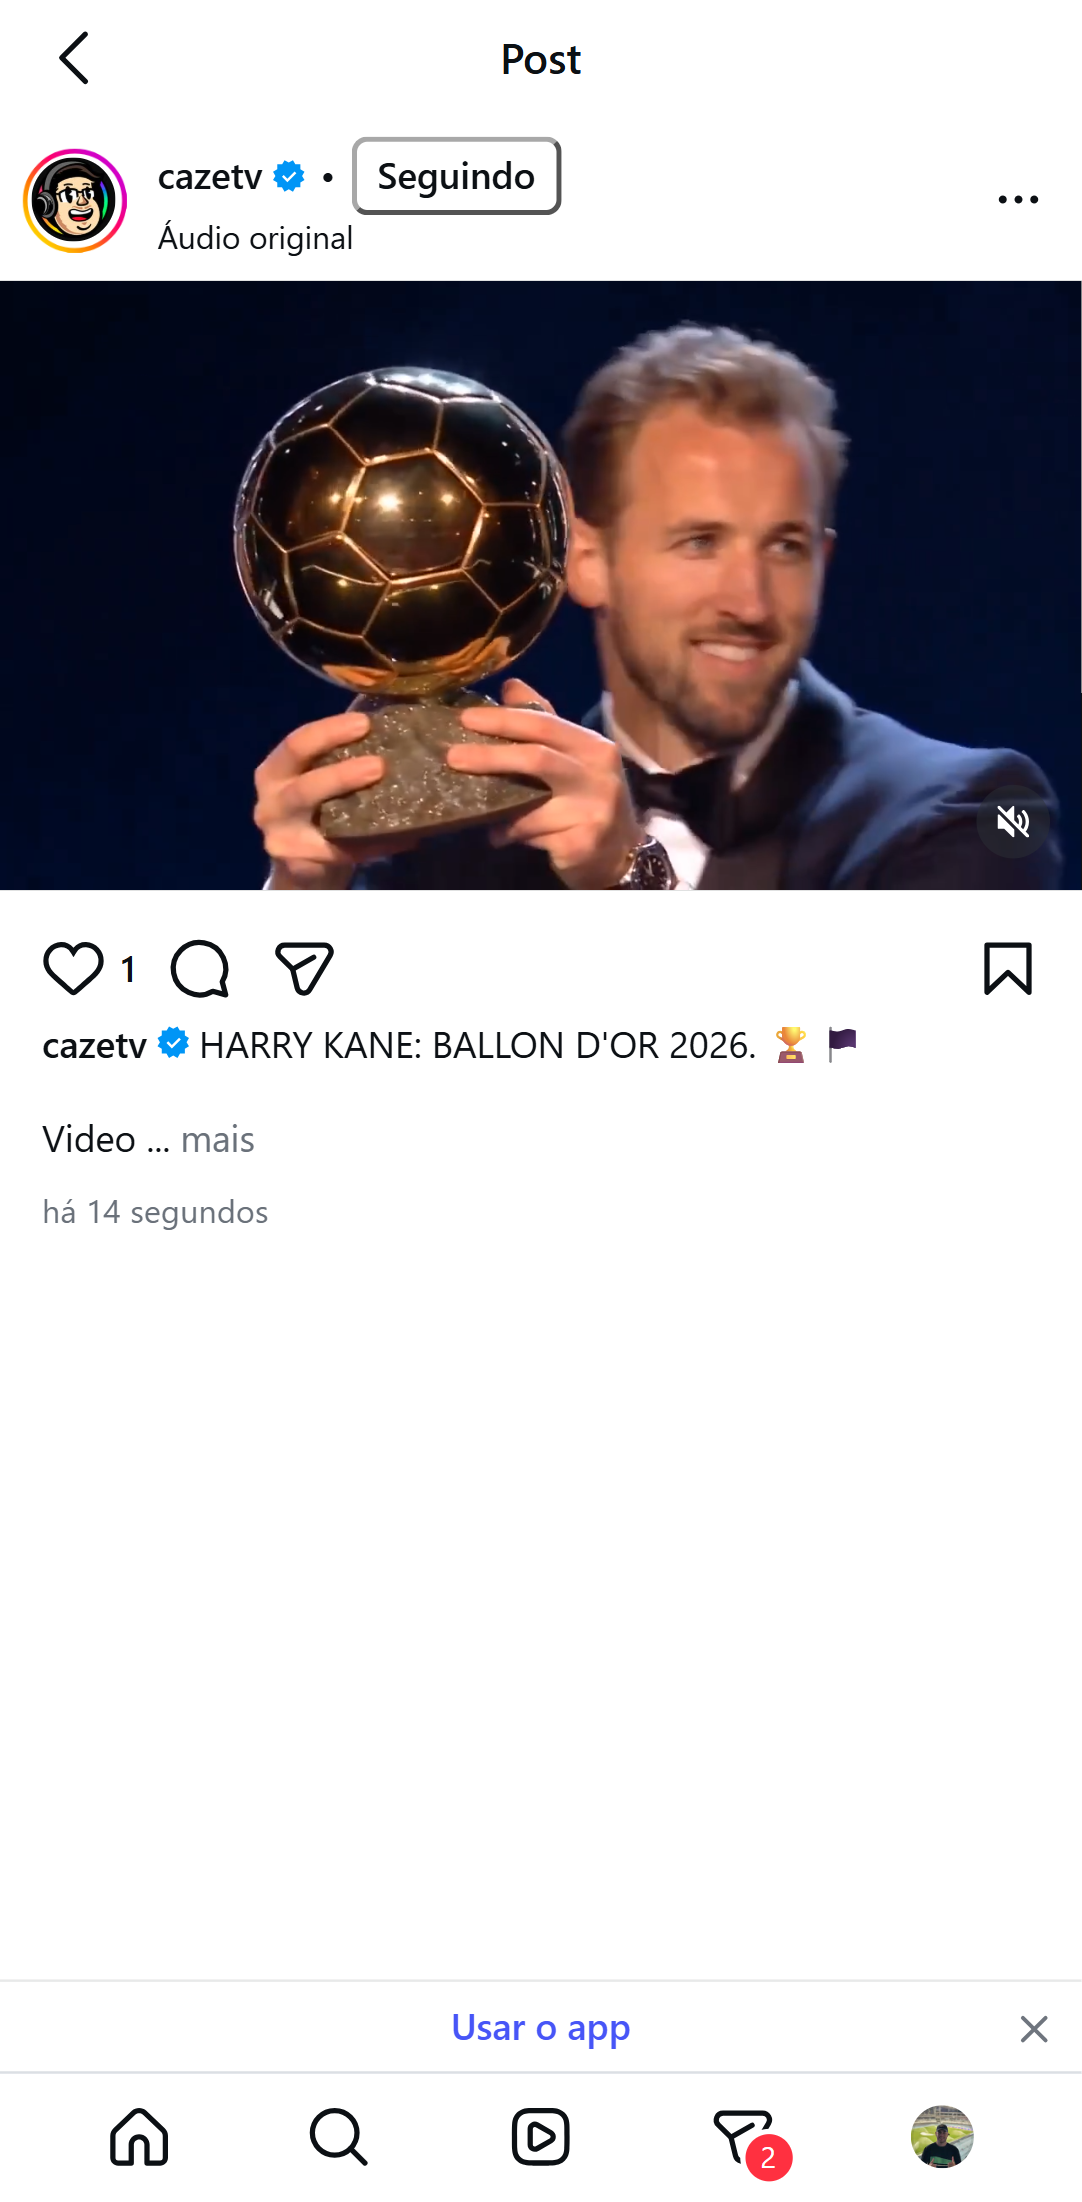 Post
cazetv • Seguindo
Áudio original
1
cazetv HARRY KANE: BALLON D'OR 2026. 🏆 🏴
Video ... mais
há 14 segundos
Usar o app
2